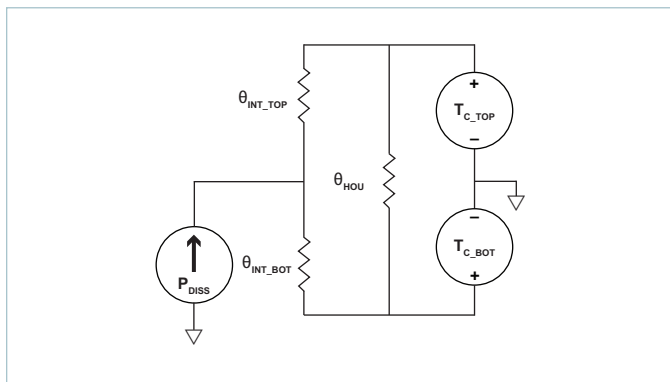 θINT_TOP
+
TC_TOP
−
θHOU
−
TC_BOT
+
θINT_BOT
PDISS